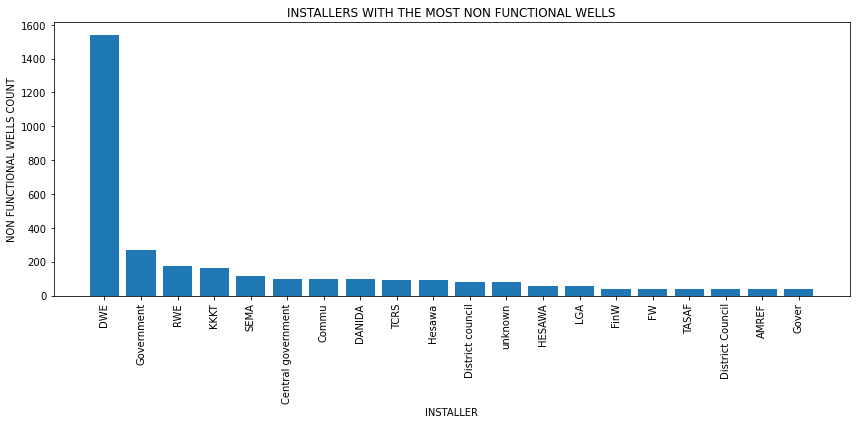 INSTALLERS WITH THE MOST NON FUNCTIONAL WELLS
NON FUNCTIONAL WELLS COUNT
1600
1400
1200
1000
800
600
400
200
0
DWE
Government
RWE
KKKT
SEMA
Central government
Commu
DANIDA
TCRS
Hesawa
District council
unknown
HESAWA
LGA
FinW
FW
TASAF
District Council
AMREF
Gover
INSTALLER